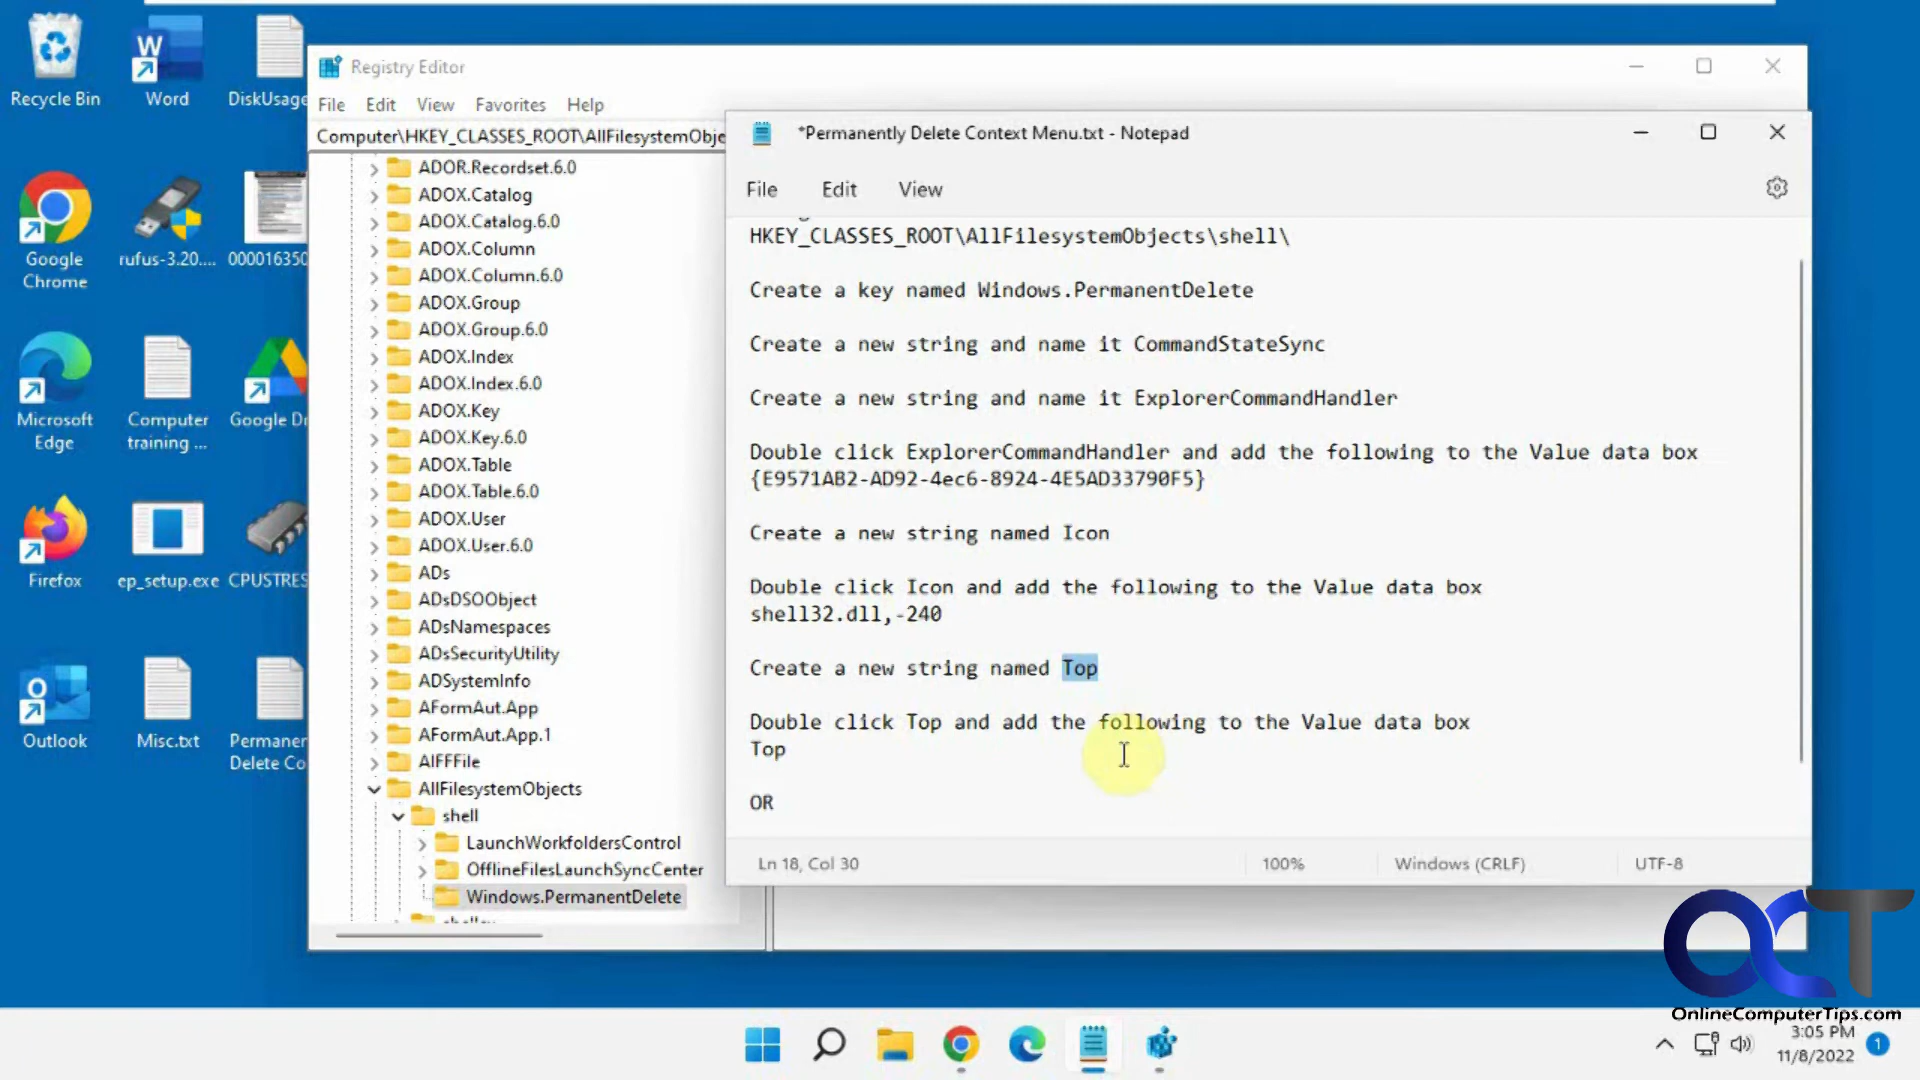 Recycle Bin
Word
DiskUsage
Google
Chrome
rufus-3.20....
000016350
Microsoft
Edge
Computer
training ...
Google Dr
Firefox
ep_setup.exe
CPUSTRES
Outlook
Misc.txt
Permaner
Delete Co
Registry Editor
File Edit View Favorites Help
Computer\HKEY_CLASSES_ROOT\AllFilesystemObje
ADOR.Recordset.6.0
ADOX.Catalog
ADOX.Catalog.6.0
ADOX.Column
ADOX.Column.6.0
ADOX.Group
ADOX.Group.6.0
ADOX.Index
ADOX.Index.6.0
ADOX.Key
ADOX.Key.6.0
ADOX.Table
ADOX.Table.6.0
ADOX.User
ADOX.User.6.0
ADs
ADsDSOObject
ADsNamespaces
ADsSecurityUtility
ADSystemInfo
AFormAut.App
AFormAut.App.1
AIFFFile
AllFilesystemObjects
shell
LaunchWorkfoldersControl
OfflineFilesLaunchSyncCenter
Windows.PermanentDelete
*Permanently Delete Context Menu.txt - Notepad
File Edit View
HKEY_CLASSES_ROOT\AllFilesystemObjects\shell\
Create a key named Windows.PermanentDelete
Create a new string and name it CommandStateSync
Create a new string and name it ExplorerCommandHandler
Double click ExplorerCommandHandler and add the following to the Value data box
{E9571AB2-AD92-4ec6-8924-4E5AD33790F5}
Create a new string named Icon
Double click Icon and add the following to the Value data box
shell32.dll,-240
Create a new string named Top
Double click Top and add the following to the Value data box
Top
OR
Ln 18, Col 30 100% Windows (CRLF) UTF-8
OCT
OnlineComputerTips.com
3:05 PM
11/8/2022
1